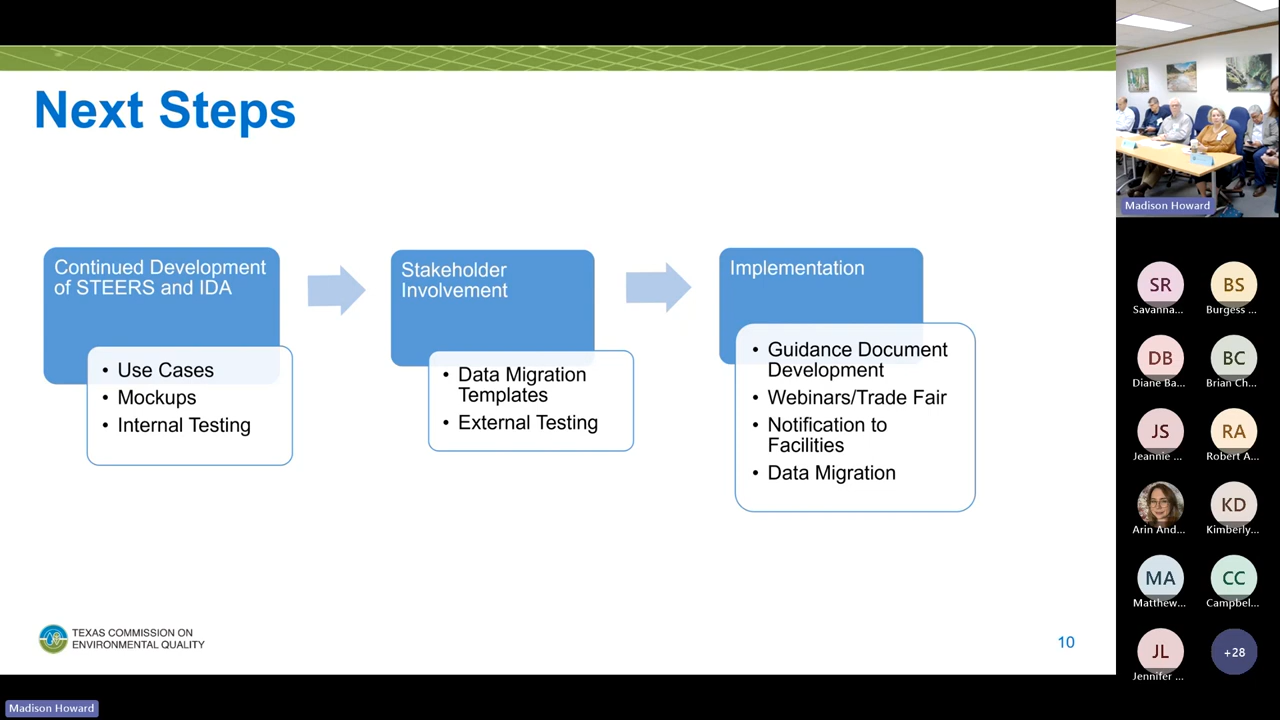 Next Steps
Continued Development
of STEERS and IDA
• Use Cases
• Mockups
• Internal Testing
Stakeholder
Involvement
• Data Migration
Templates
• External Testing
Implementation
• Guidance Document
Development
• Webinars/Trade Fair
• Notification to
Facilities
• Data Migration
TEXAS COMMISSION ON
ENVIRONMENTAL QUALITY
10
Madison Howard
Madison Howard
SR
BS
Savanna...
Burgess ...
DB
BC
Diane Ba...
Brian Ch...
JS
RA
Jeannie ...
Robert A...
KD
Arin And...
Kimberly...
MA
CC
Matthew...
Campbel...
JL
+28
Jennifer ...